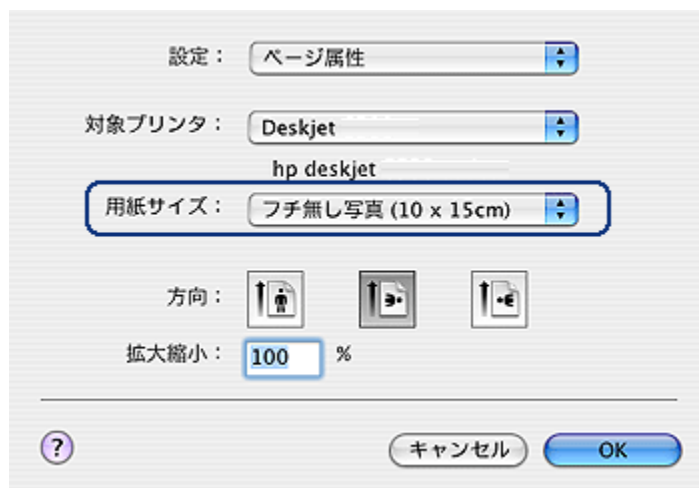 設定： ページ属性
対象プリンタ： Deskjet
hp deskjet
用紙サイズ： フチ無し写真 (10 x 15cm)
方向：
拡大縮小： 100 %
? キャンセル OK